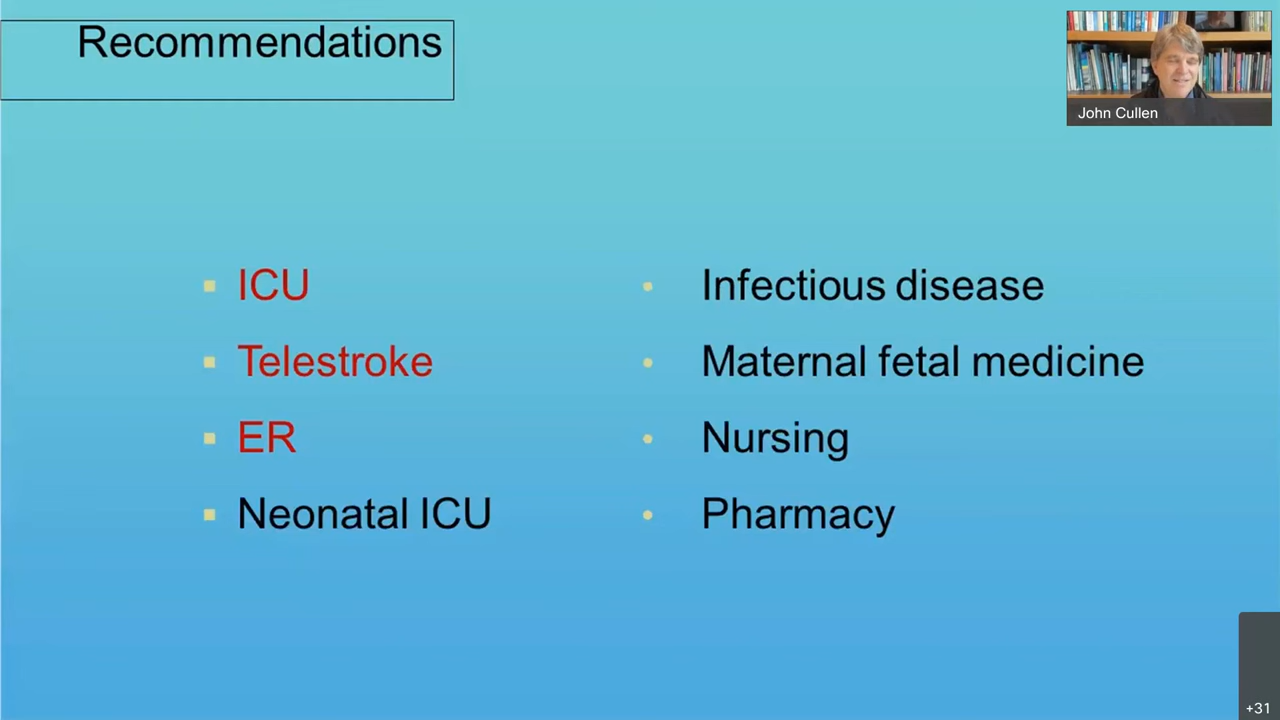 Recommendations
John Cullen
ICU
Telestroke
ER
Neonatal ICU
Infectious disease
Maternal fetal medicine
Nursing
Pharmacy
+31